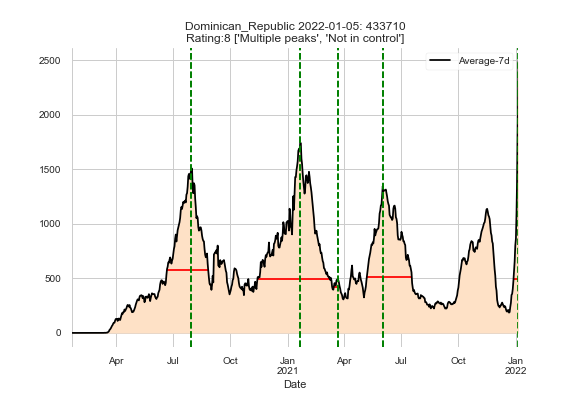 Dominican_Republic 2022-01-05: 433710
Rating:8 ['Multiple peaks', 'Not in control']
Average-7d
2500
2000
1500
1000
500
0
Apr
Jul
Oct
Jan
2021
Apr
Jul
Oct
Jan
2022
Date